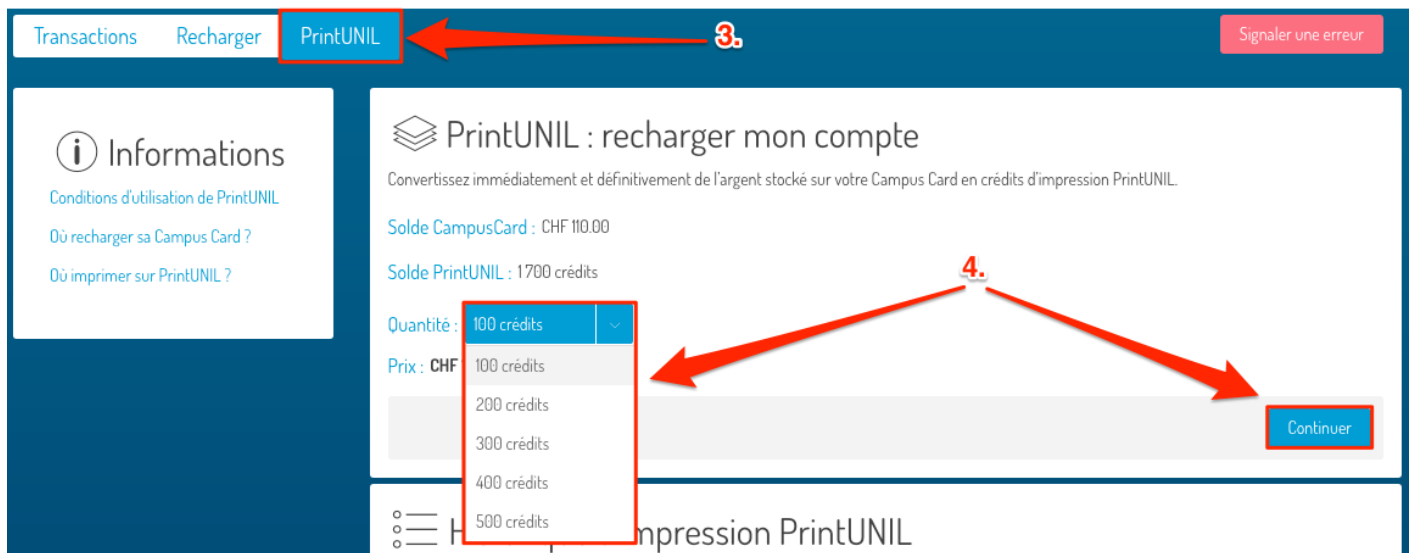 Transactions Recharger PrintUNIL 3. Signaler une erreur
Informations
Conditions d'utilisation de PrintUNIL
Où recharger sa Campus Card ?
Où imprimer sur PrintUNIL ?
PrintUNIL : recharger mon compte
Convertissez immédiatement et définitivement de l'argent stocké sur votre Campus Card en crédits d'impression PrintUNIL.
Solde CampusCard : CHF 110.00
Solde PrintUNIL : 1700 crédits
4.
Quantité : 100 crédits
Prix : CHF
100 crédits
200 crédits
300 crédits
400 crédits
500 crédits
Continuer
PrintUNIL